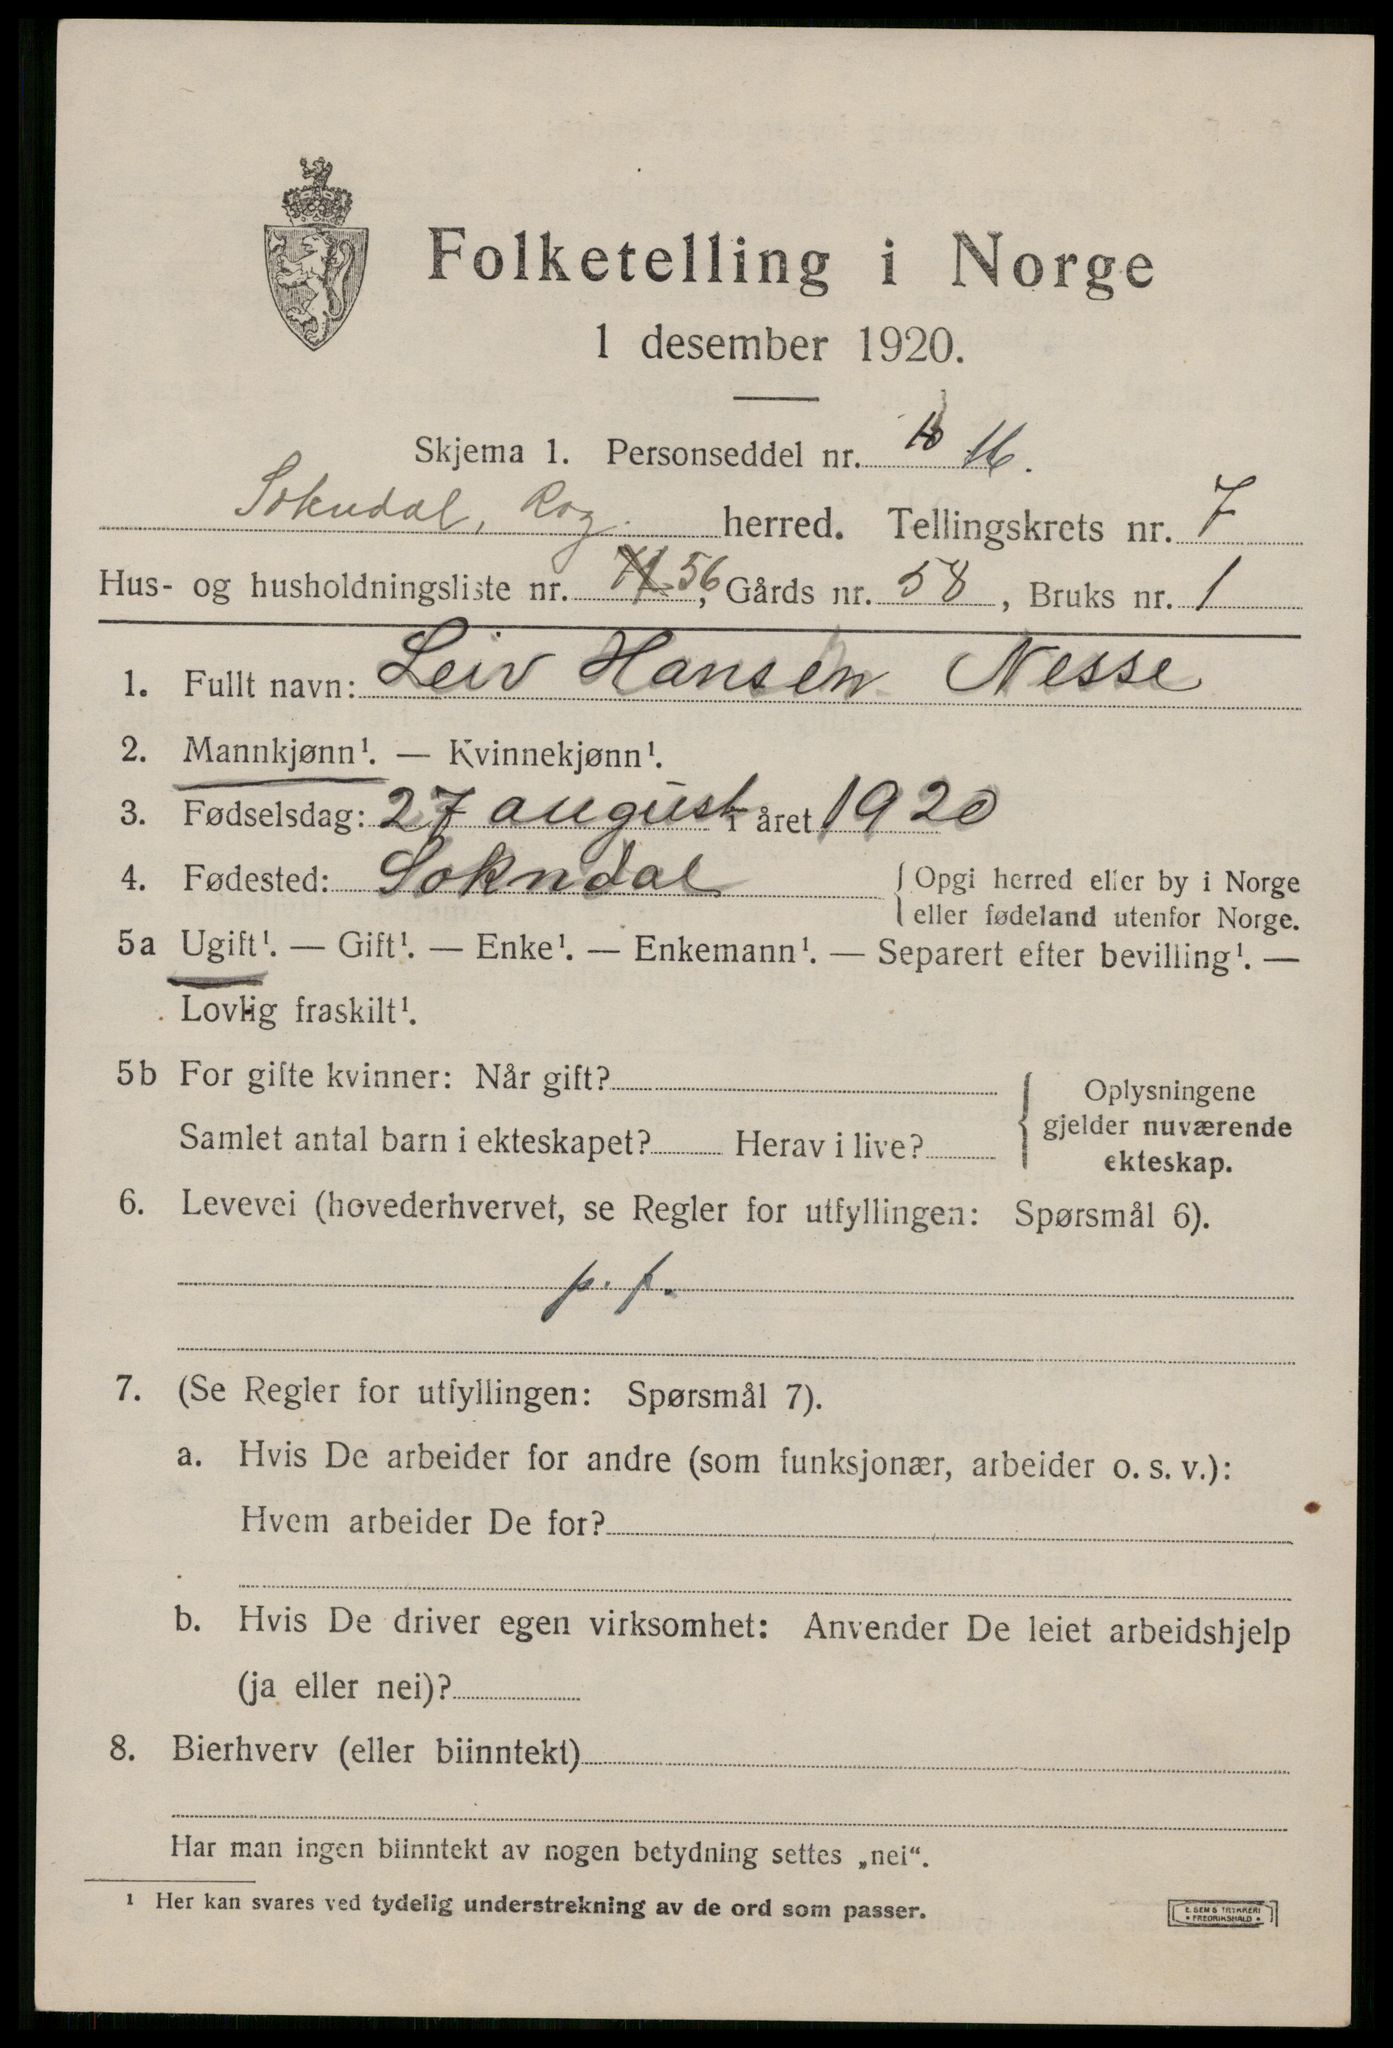 Folketelling i Norge
1 desember 1920.
Skjema 1. Personseddel nr. 16.
Sokndal, Rog. herred. Tellingskrets nr. 7
Hus- og husholdningsliste nr. 56, Gårds nr. 58, Bruks nr. 1
1. Fullt navn: Leiv Hansen Nesse
2. Mannkjønn¹. — Kvinnekjønn¹.
3. Fødselsdag: 27 august i året 1920
4. Fødested: Sokndal { Opgi herred eller by i Norge
eller fødeland utenfor Norge.
5a Ugift¹. — Gift¹. — Enke¹. — Enkemann¹. — Separert efter bevilling¹. —
Lovlig fraskilt¹.
5b For gifte kvinner: Når gift? { Oplysningene
gjelder nuværende
Samlet antal barn i ekteskapet? Herav i live?
ekteskap.
6. Levevei (hovederhvervet, se Regler for utfyllingen: Spørsmål 6).
p. f.
7. (Se Regler for utfyllingen: Spørsmål 7).
a. Hvis De arbeider for andre (som funksjonær, arbeider o. s. v.):
Hvem arbeider De for?
b. Hvis De driver egen virksomhet: Anvender De leiet arbeidshjelp
(ja eller nei)?
8. Bierhverv (eller biinntekt)
Har man ingen biinntekt av nogen betydning settes „nei“.
¹ Her kan svares ved tydelig understrekning av de ord som passer.
E. SEMS TRYKKERI
• FREDRIKSHALD •